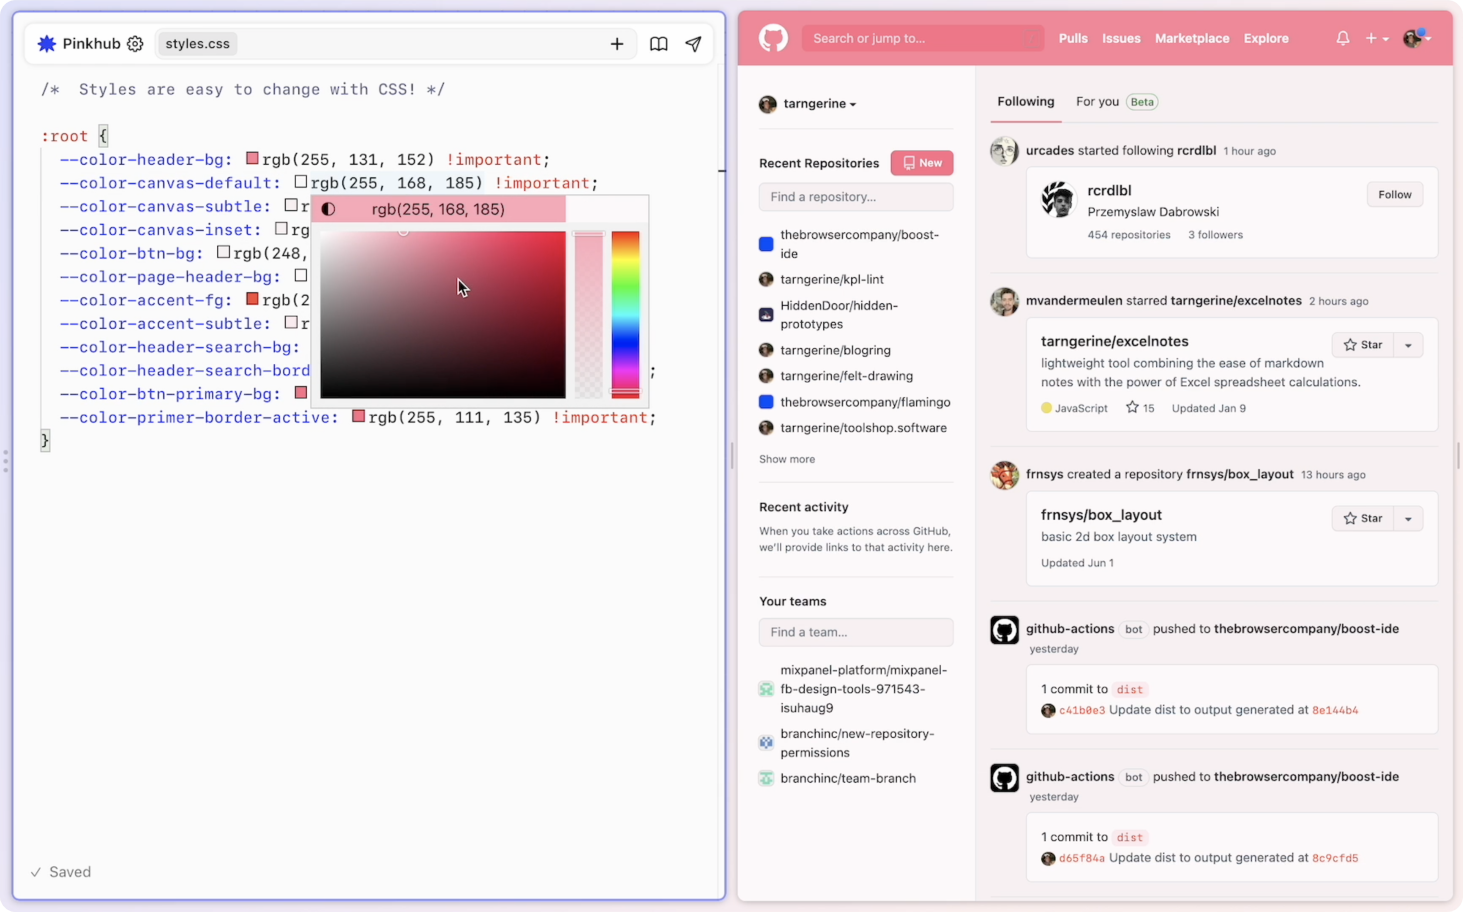 Pinkhub
styles.css
/*  Styles are easy to change with CSS! */
:root {
--color-header-bg: rgb(255, 131, 152) !important;
--color-canvas-default: rgb(255, 168, 185) !important;
--color-canvas-subtle: r
--color-canvas-inset: rg
--color-btn-bg: rgb(248,
--color-page-header-bg:
--color-accent-fg: rgb(2
--color-accent-subtle: r
--color-header-search-bg:
--color-header-search-bord ;
--color-btn-primary-bg:
--color-primer-border-active: rgb(255, 111, 135) !important;
}
rgb(255, 168, 185)
Saved
Search or jump to...
Pulls
Issues
Marketplace
Explore
tarngerine
Recent Repositories
New
Find a repository...
thebrowsercompany/boost-
ide
tarngerine/kpl-lint
HiddenDoor/hidden-
prototypes
tarngerine/blogring
tarngerine/felt-drawing
thebrowsercompany/flamingo
tarngerine/toolshop.software
Show more
Recent activity
When you take actions across GitHub,
we'll provide links to that activity here.
Your teams
Find a team...
mixpanel-platform/mixpanel-
fb-design-tools-971543-
isuhaug9
branchinc/new-repository-
permissions
branchinc/team-branch
Following
For you Beta
urcades started following rcrdlbl 1 hour ago
rcrdlbl
Follow
Przemyslaw Dabrowski
454 repositories 3 followers
mvandermeulen starred tarngerine/excelnotes 2 hours ago
tarngerine/excelnotes
Star
lightweight tool combining the ease of markdown
notes with the power of Excel spreadsheet calculations.
JavaScript 15 Updated Jan 9
frnsys created a repository frnsys/box_layout 13 hours ago
frnsys/box_layout
Star
basic 2d box layout system
Updated Jun 1
github-actions bot pushed to thebrowsercompany/boost-ide
yesterday
1 commit to dist
c41b0e3 Update dist to output generated at 8e144b4
github-actions bot pushed to thebrowsercompany/boost-ide
yesterday
1 commit to dist
d65f84a Update dist to output generated at 8c9cfd5